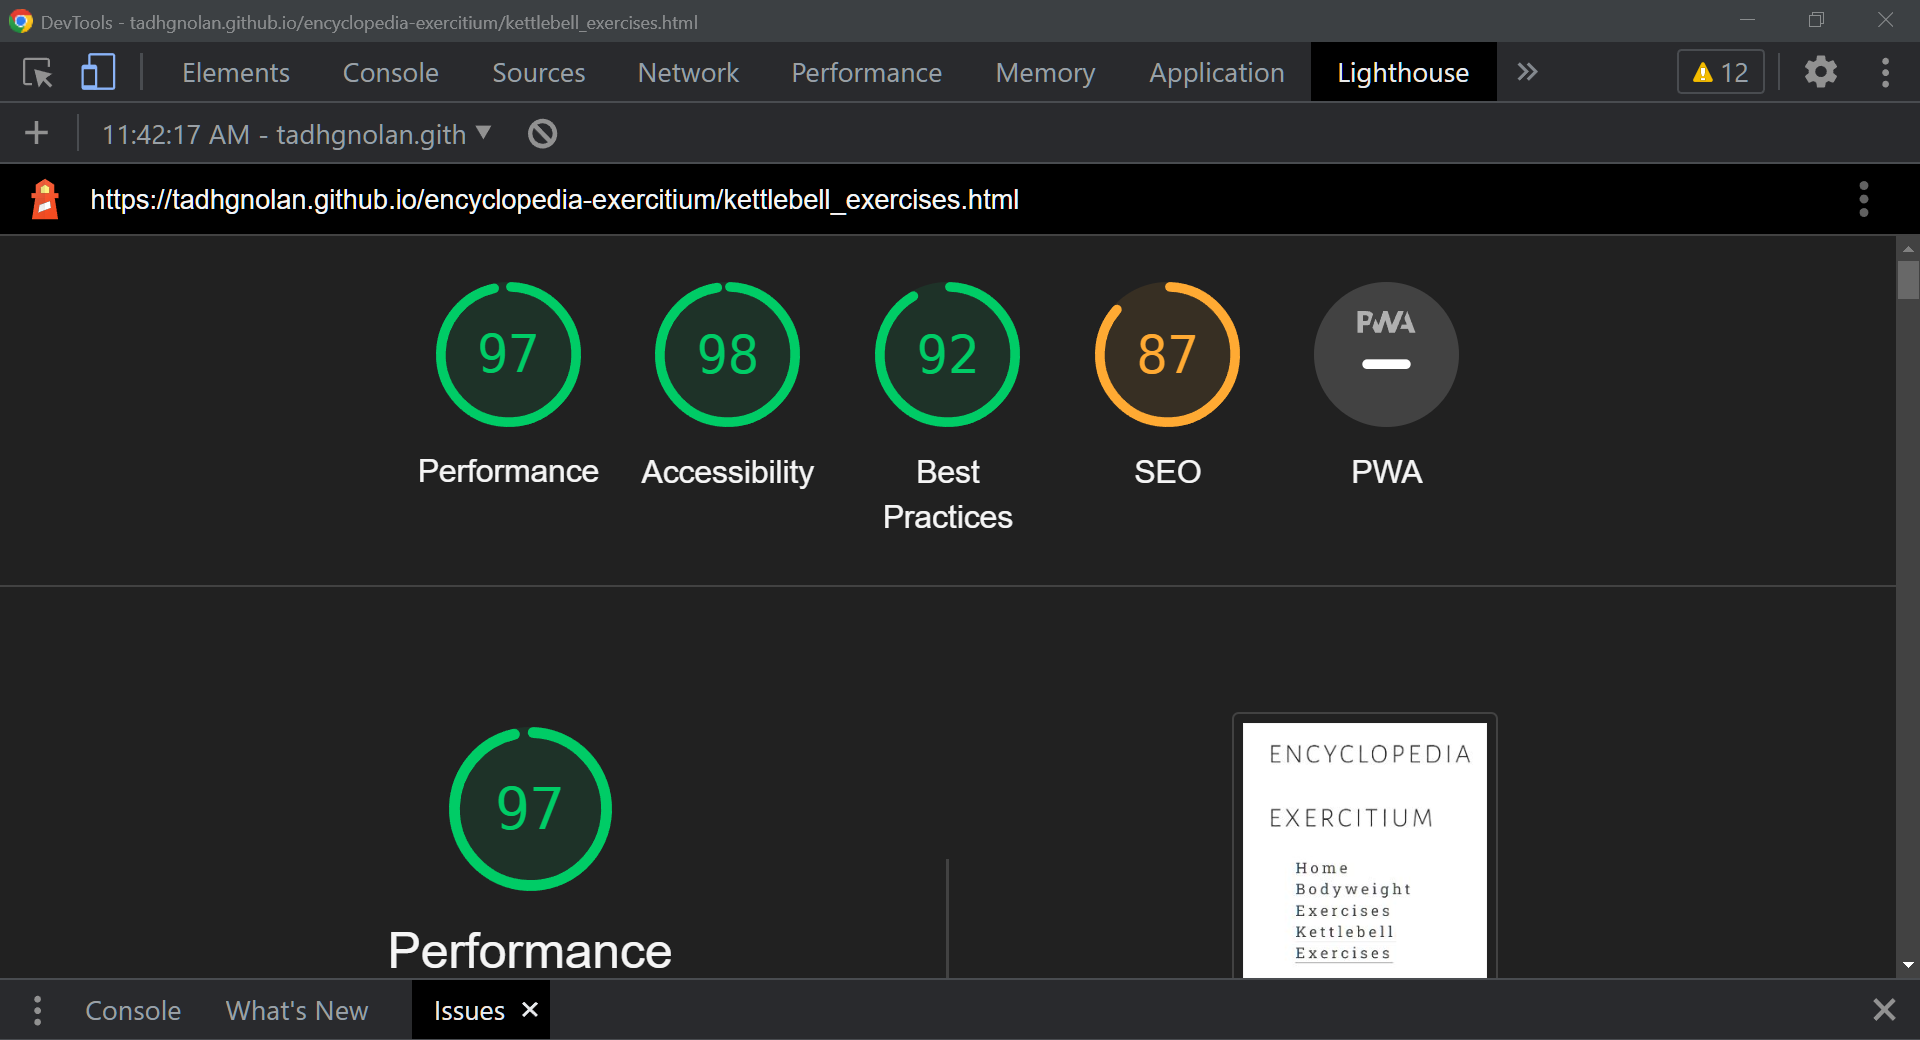 DevTools - tadhgnolan.github.io/encyclopedia-exercitium/kettlebell_exercises.html
Elements Console Sources Network Performance Memory Application Lighthouse 12
11:42:17 AM - tadhgnolan.gith
https://tadhgnolan.github.io/encyclopedia-exercitium/kettlebell_exercises.html
97 98 92 87 PWA
Performance Accessibility Best Practices SEO PWA
97
Performance
ENCYCLOPEDIA
EXERCITIUM
Home
Bodyweight
Exercises
Kettlebell
Exercises
Console What's New Issues